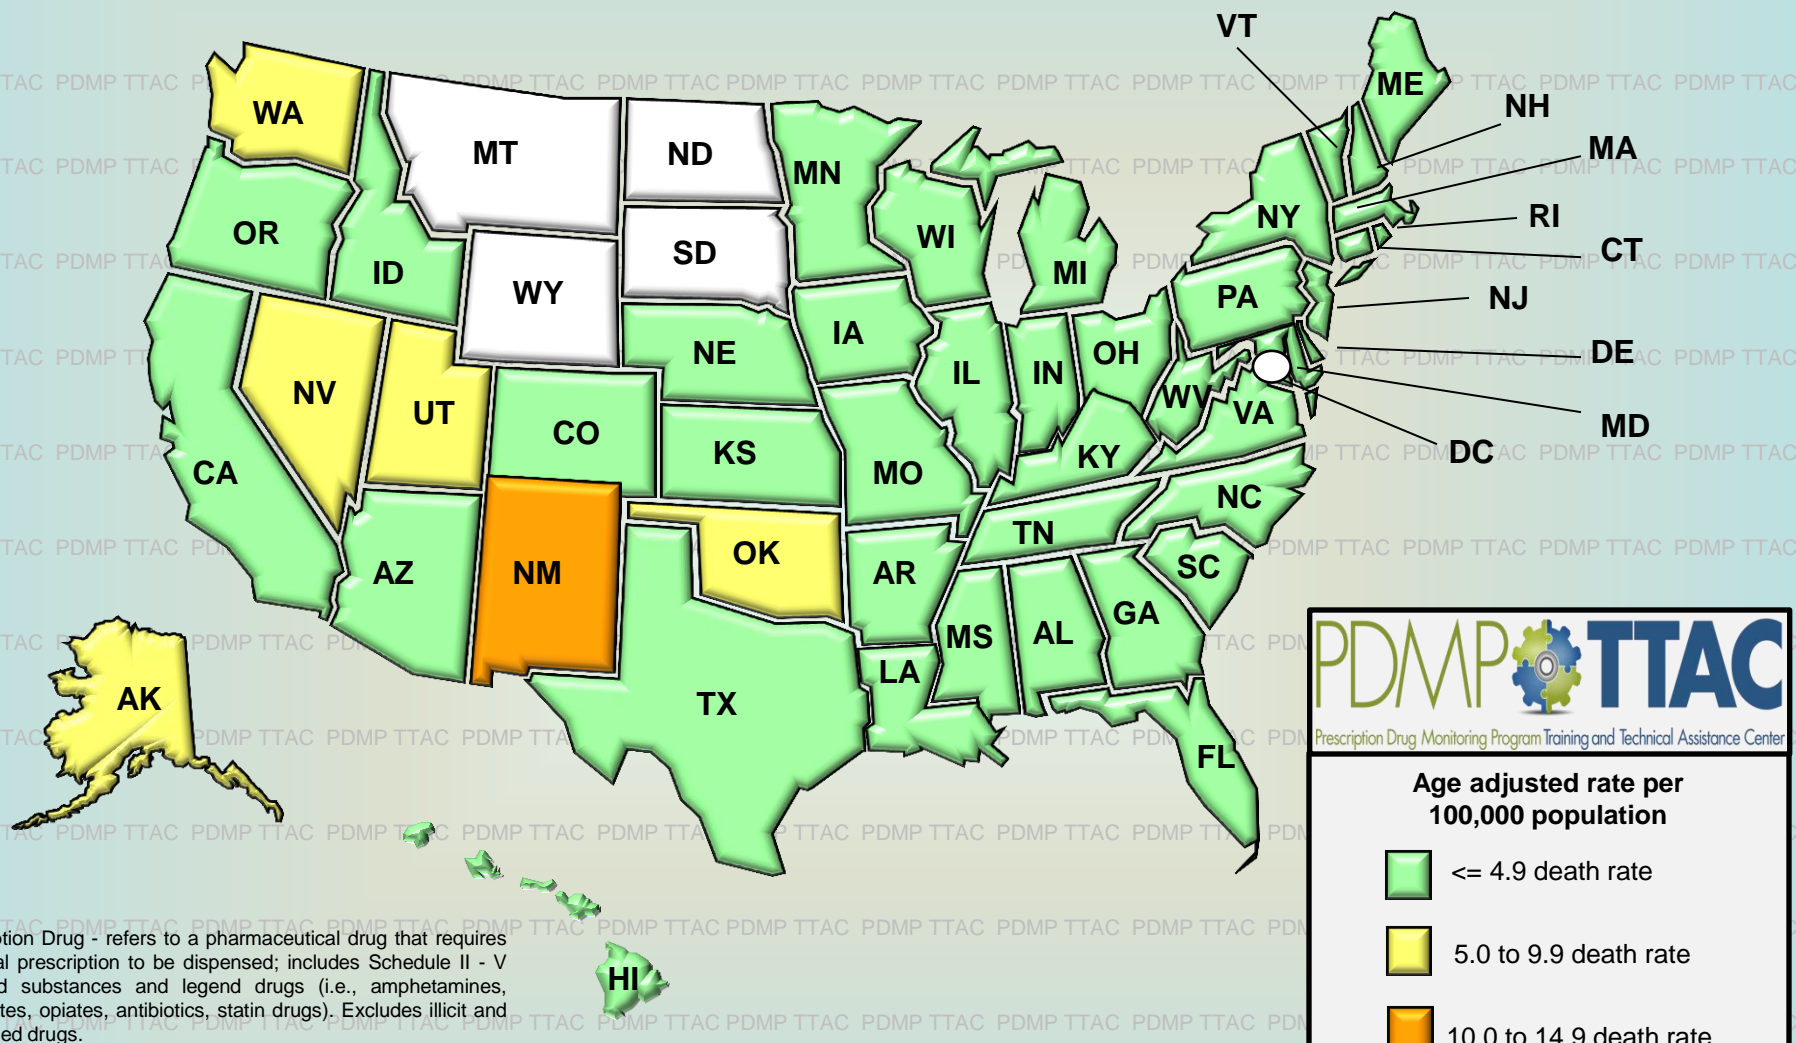 VT
ME
NH
MA
RI
CT
NJ
DE
MD
DC
WA
MT
ND
MN
OR
ID
SD
WI
MI
NY
WY
PA
IA
NE
NV
UT
CO
IL
IN
OH
WV
VA
CA
KS
MO
KY
NC
TN
AZ
NM
OK
AR
SC
MS
AL
GA
LA
AK
TX
FL
HI
PDMP TTAC
Prescription Drug Monitoring Program Training and Technical Assistance Center
Age adjusted rate per
100,000 population
<= 4.9 death rate
5.0 to 9.9 death rate
10.0 to 14.9 death rate
Drug - refers to a pharmaceutical drug that requires
prescription to be dispensed; includes Schedule II - V
substances and legend drugs (i.e., amphetamines,
opiates, antibiotics, statin drugs). Excludes illicit and
drugs.